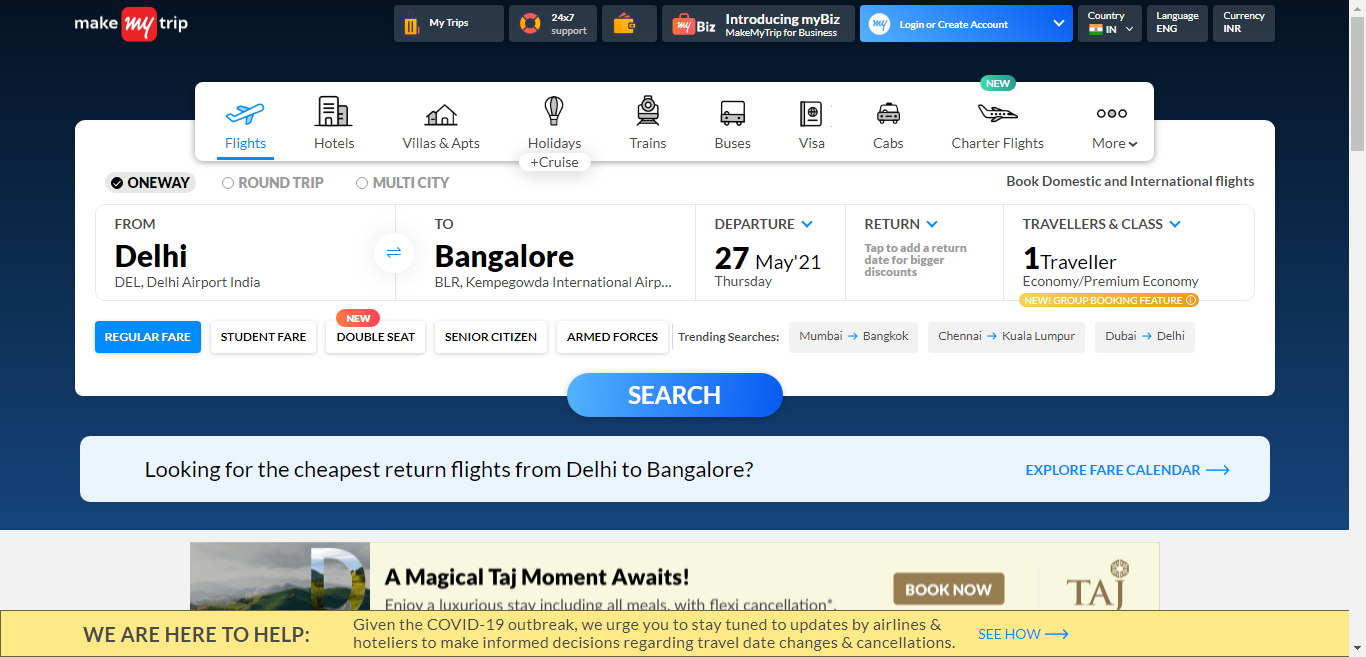 make my trip
My Trips
24x7
support
my Biz
Introducing myBiz
MakeMyTrip for Business
my
Login or Create Account
Country
IN
Language
ENG
Currency
INR
NEW
Flights
Hotels
Villas & Apts
Holidays
+Cruise
Trains
Buses
Visa
Cabs
Charter Flights
More
ONEWAY
ROUND TRIP
MULTI CITY
Book Domestic and International flights
FROM
Delhi
DEL, Delhi Airport India
TO
Bangalore
BLR, Kempegowda International Airp...
DEPARTURE
27 May'21
Thursday
RETURN
Tap to add a return
date for bigger
discounts
TRAVELLERS & CLASS
1 Traveller
Economy/Premium Economy
NEW! GROUP BOOKING FEATURE
REGULAR FARE
STUDENT FARE
NEW
DOUBLE SEAT
SENIOR CITIZEN
ARMED FORCES
Trending Searches:
Mumbai → Bangkok
Chennai → Kuala Lumpur
Dubai → Delhi
SEARCH
Looking for the cheapest return flights from Delhi to Bangalore?
EXPLORE FARE CALENDAR
D
A Magical Taj Moment Awaits!
Enjoy a luxurious stay including all meals, with flexi cancellation*.
BOOK NOW
TAJ
WE ARE HERE TO HELP:
Given the COVID-19 outbreak, we urge you to stay tuned to updates by airlines &
hoteliers to make informed decisions regarding travel date changes & cancellations.
SEE HOW